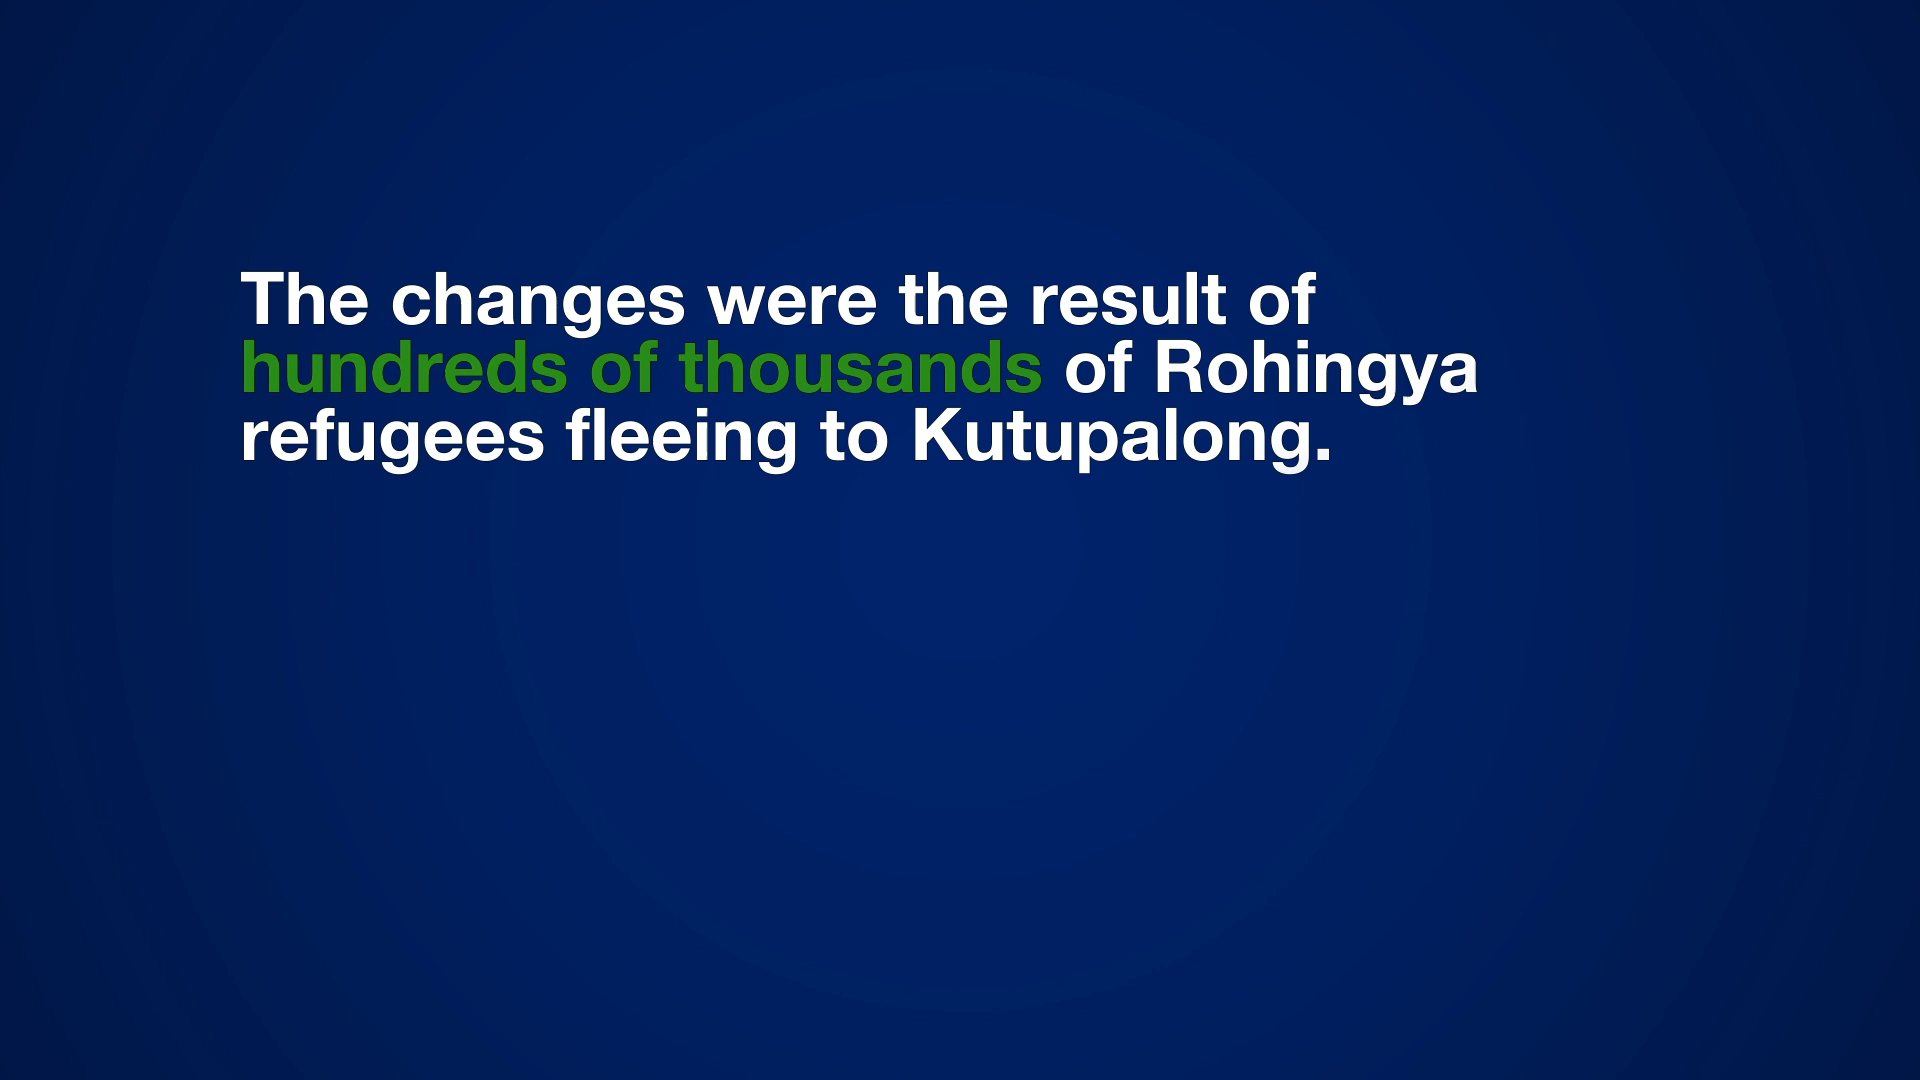 The changes were the result of
hundreds of thousands of Rohingya
refugees fleeing to Kutupalong.